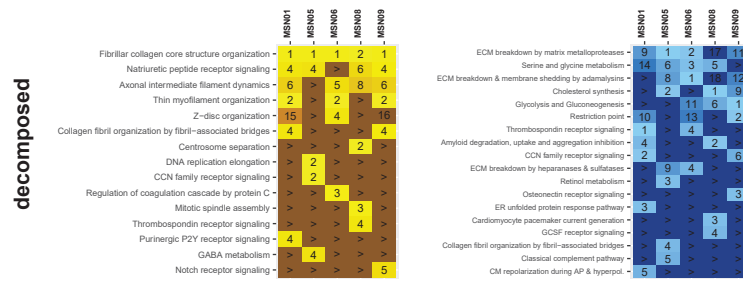 MSN01 MSN05 MSN06 MSN08 MSN09
decomposed
Fibrillar collagen core structure organization 1 1 1 2 1
Natriuretic peptide receptor signaling 4 4 > 6 4
Axonal intermediate filament dynamics 6 > 5 8 6
Thin myofilament organization 2 > 2 > 2
Z-disc organization 15 > 4 > 16
Collagen fibril organization by fibril-associated bridges 4 > > > 4
Centrosome separation > > > 2 >
DNA replication elongation > 2 > > >
CCN family receptor signaling > 2 > > >
Regulation of coagulation cascade by protein C > > 3 > >
Mitotic spindle assembly > > > 3 >
Thrombospondin receptor signaling > > > 4 >
Purinergic P2Y receptor signaling 4 > > > >
GABA metabolism > 4 > > >
Notch receptor signaling > > > > 5
MSN01 MSN05 MSN06 MSN08 MSN09
ECM breakdown by matrix metalloproteases 9 1 2 17 11
Serine and glycine metabolism 14 6 3 5 >
ECM breakdown & membrane shedding by adamalysins > 8 1 18 12
Cholesterol synthesis > 2 > 1 9
Glycolysis and Gluconeogenesis > > 11 6 1
Restriction point 10 > 13 > 2
Thrombospondin receptor signaling 1 > 4 > >
Amyloid degradation, uptake and aggregation inhibition 4 > > 2 >
CCN family receptor signaling 2 > > > 6
ECM breakdown by heparanases & sulfatases > 9 4 > >
Retinol metabolism > 3 > > >
Osteonectin receptor signaling > > > > 3
ER unfolded protein response pathway 3 > > > >
Cardiomyocyte pacemaker current generation > > > 3 >
GCSF receptor signaling > > > 4 >
Collagen fibril organization by fibril-associated bridges > 4 > > >
Classical complement pathway > 5 > > >
CM repolarization during AP & hyperpol. 5 > > > >